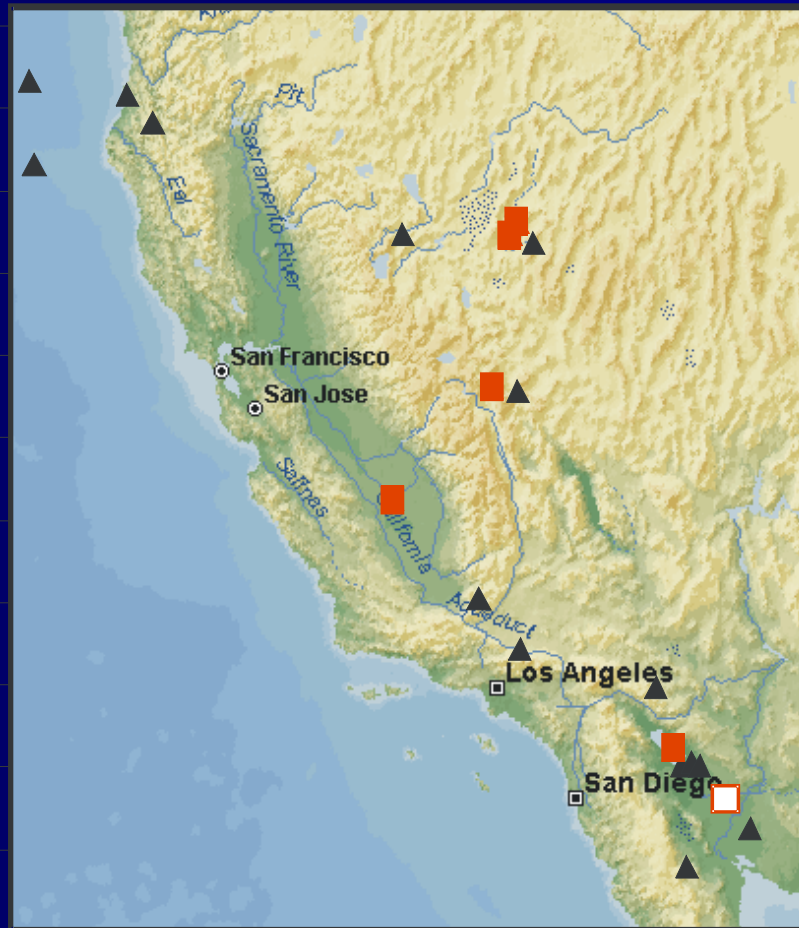 Pit
Sacramento River
Eel
San Francisco
San Jose
Salinas
California
Aqueduct
Los Angeles
San Diego